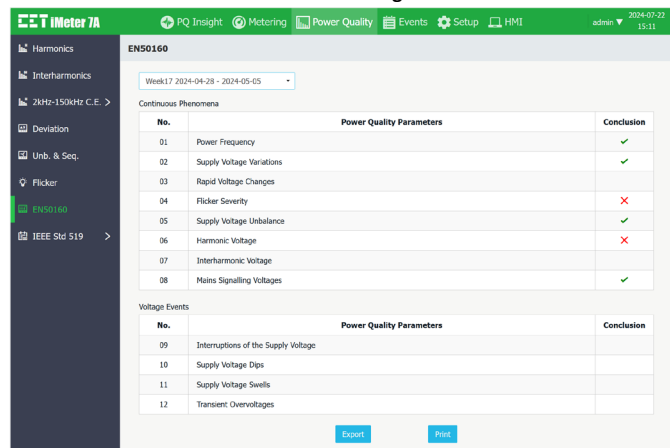 CET iMeter 7A
PQ Insight Metering Power Quality Events Setup HMI
admin ▼ 2024-07-22
15:11
Harmonics
Interharmonics
2kHz-150kHz C.E. >
Deviation
Unb. & Seq.
Flicker
EN50160
IEEE Std 519 >
EN50160
Week17 2024-04-28 - 2024-05-05
Continuous Phenomena
No. Power Quality Parameters Conclusion
01 Power Frequency ✓
02 Supply Voltage Variations ✓
03 Rapid Voltage Changes
04 Flicker Severity ✕
05 Supply Voltage Unbalance ✓
06 Harmonic Voltage ✕
07 Interharmonic Voltage
08 Mains Signalling Voltages ✓
Voltage Events
No. Power Quality Parameters Conclusion
09 Interruptions of the Supply Voltage
10 Supply Voltage Dips
11 Supply Voltage Swells
12 Transient Overvoltages
Export Print